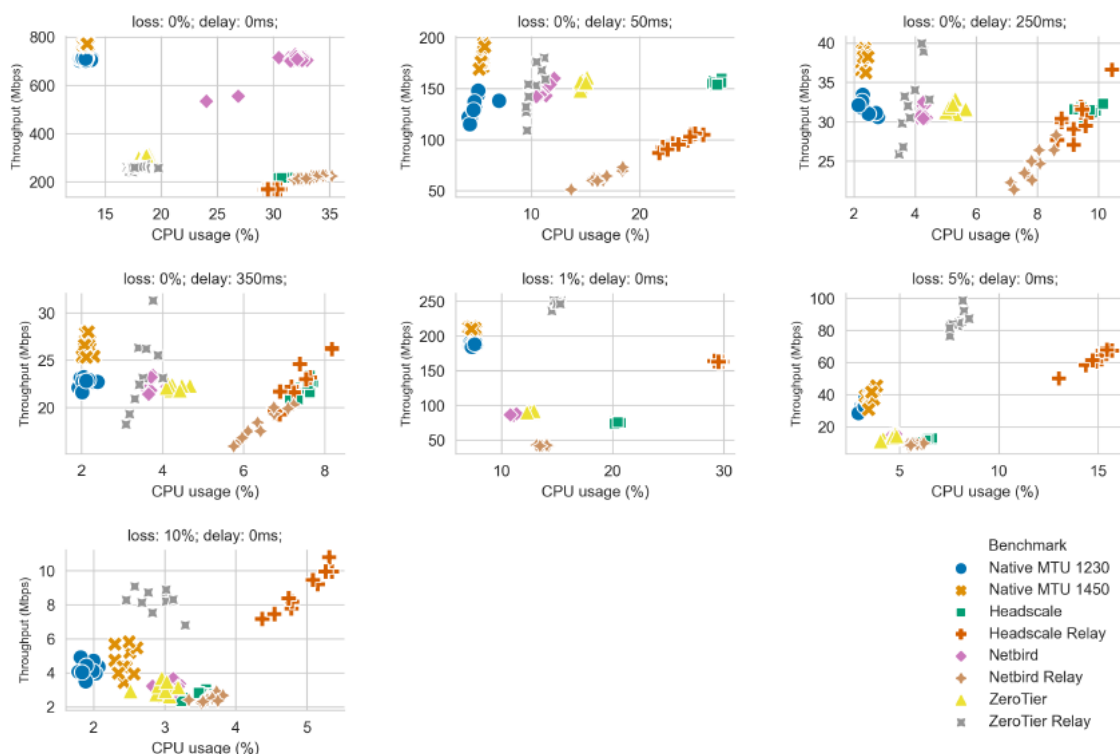 loss: 0%; delay: 0ms;
Throughput (Mbps)
800
600
400
200
15
20
25
30
35
CPU usage (%)
loss: 0%; delay: 50ms;
Throughput (Mbps)
200
150
100
50
10
20
CPU usage (%)
loss: 0%; delay: 250ms;
Throughput (Mbps)
40
35
30
25
2
4
6
8
10
CPU usage (%)
loss: 0%; delay: 350ms;
Throughput (Mbps)
30
25
20
2
4
6
8
CPU usage (%)
loss: 1%; delay: 0ms;
Throughput (Mbps)
250
200
150
100
50
10
20
30
CPU usage (%)
loss: 5%; delay: 0ms;
Throughput (Mbps)
100
80
60
40
20
5
10
15
CPU usage (%)
loss: 10%; delay: 0ms;
Throughput (Mbps)
10
8
6
4
2
2
3
4
5
CPU usage (%)
Benchmark
Native MTU 1230
Native MTU 1450
Headscale
Headscale Relay
Netbird
Netbird Relay
ZeroTier
ZeroTier Relay